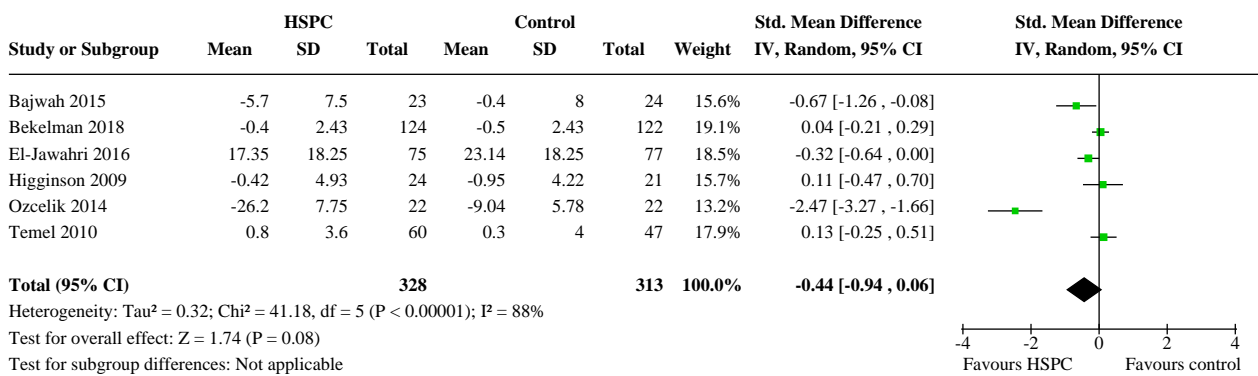 HSPC Control Std. Mean Difference Std. Mean Difference
Study or Subgroup Mean SD Total Mean SD Total Weight IV, Random, 95% CI IV, Random, 95% CI
Bajwah 2015 -5.7 7.5 23 -0.4 8 24 15.6% -0.67 [-1.26 , -0.08]
Bekelman 2018 -0.4 2.43 124 -0.5 2.43 122 19.1% 0.04 [-0.21 , 0.29]
El-Jawahri 2016 17.35 18.25 75 23.14 18.25 77 18.5% -0.32 [-0.64 , 0.00]
Higginson 2009 -0.42 4.93 24 -0.95 4.22 21 15.7% 0.11 [-0.47 , 0.70]
Ozcelik 2014 -26.2 7.75 22 -9.04 5.78 22 13.2% -2.47 [-3.27 , -1.66]
Temel 2010 0.8 3.6 60 0.3 4 47 17.9% 0.13 [-0.25 , 0.51]
Total (95% CI) 328 313 100.0% -0.44 [-0.94 , 0.06]
Heterogeneity: Tau² = 0.32; Chi² = 41.18, df = 5 (P < 0.00001); I² = 88%
Test for overall effect: Z = 1.74 (P = 0.08)
Test for subgroup differences: Not applicable
-4 -2 0 2 4
Favours HSPC Favours control